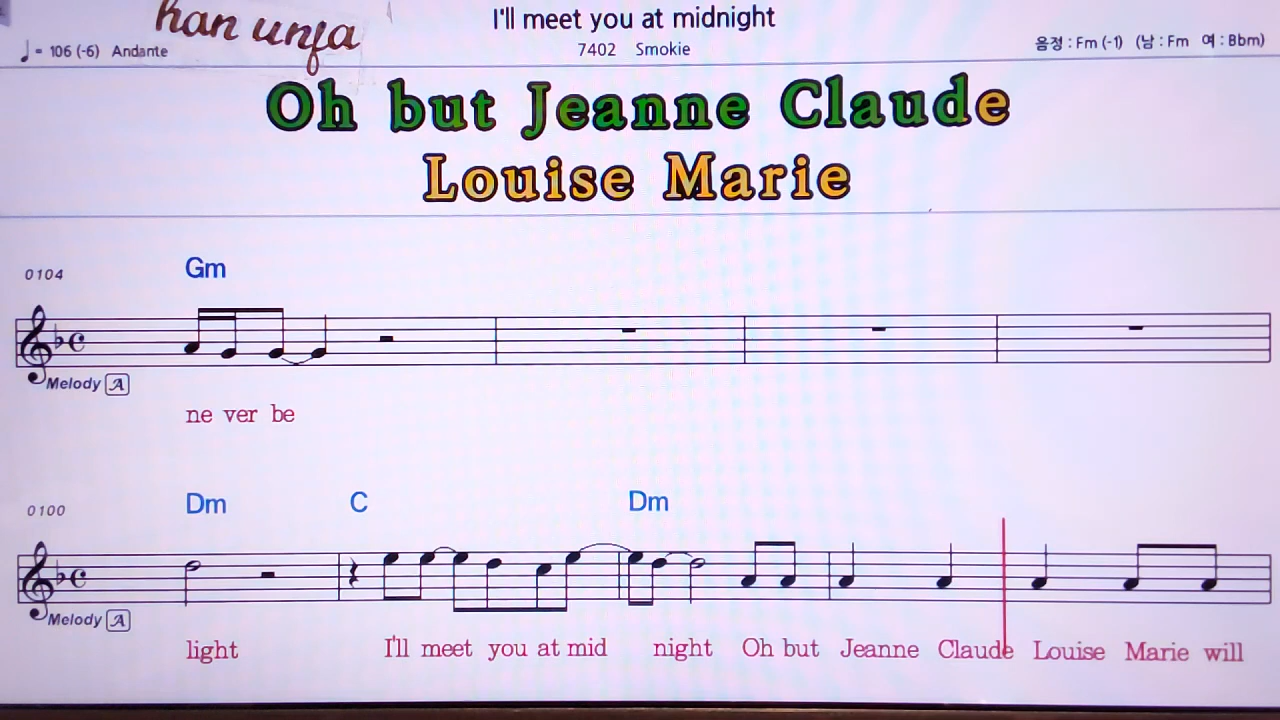 han unfa
I'll meet you at midnight
♩ = 106 (-6) Andante
7402 Smokie
음정 : Fm (-1) (남 : Fm 여 : Bbm)
Oh but Jeanne Claude
Louise Marie
0104
Gm
Melody A
ne ver be
0100
Dm C Dm
Melody A
light I'll meet you at mid night Oh but Jeanne Claude Louise Marie will